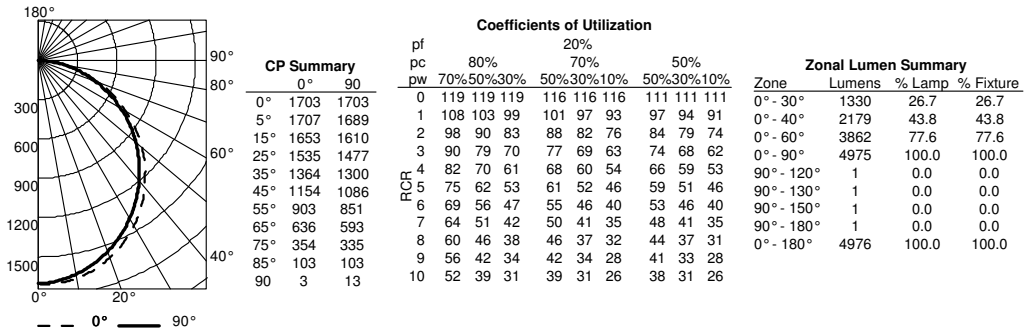 180°
90°
80°
300
600
60°
900
1200
40°
1500
0° 20°
0° 90°
CP Summary
0° 90
0° 1703 1703
5° 1707 1689
15° 1653 1610
25° 1535 1477
35° 1364 1300
45° 1154 1086
55° 903 851
65° 636 593
75° 354 335
85° 103 103
90 3 13
Coefficients of Utilization
pf 20%
pc 80% 70% 50%
pw 70%50%30% 50%30%10% 50%30%10%
RCR
0 119 119 119 116 116 116 111 111 111
1 108 103 99 101 97 93 97 94 91
2 98 90 83 88 82 76 84 79 74
3 90 79 70 77 69 63 74 68 62
4 82 70 61 68 60 54 66 59 53
5 75 62 53 61 52 46 59 51 46
6 69 56 47 55 46 40 53 46 40
7 64 51 42 50 41 35 48 41 35
8 60 46 38 46 37 32 44 37 31
9 56 42 34 42 34 28 41 33 28
10 52 39 31 39 31 26 38 31 26
Zonal Lumen Summary
Zone Lumens % Lamp % Fixture
0° - 30° 1330 26.7 26.7
0° - 40° 2179 43.8 43.8
0° - 60° 3862 77.6 77.6
0° - 90° 4975 100.0 100.0
90° - 120° 1 0.0 0.0
90° - 130° 1 0.0 0.0
90° - 150° 1 0.0 0.0
90° - 180° 1 0.0 0.0
0° - 180° 4976 100.0 100.0